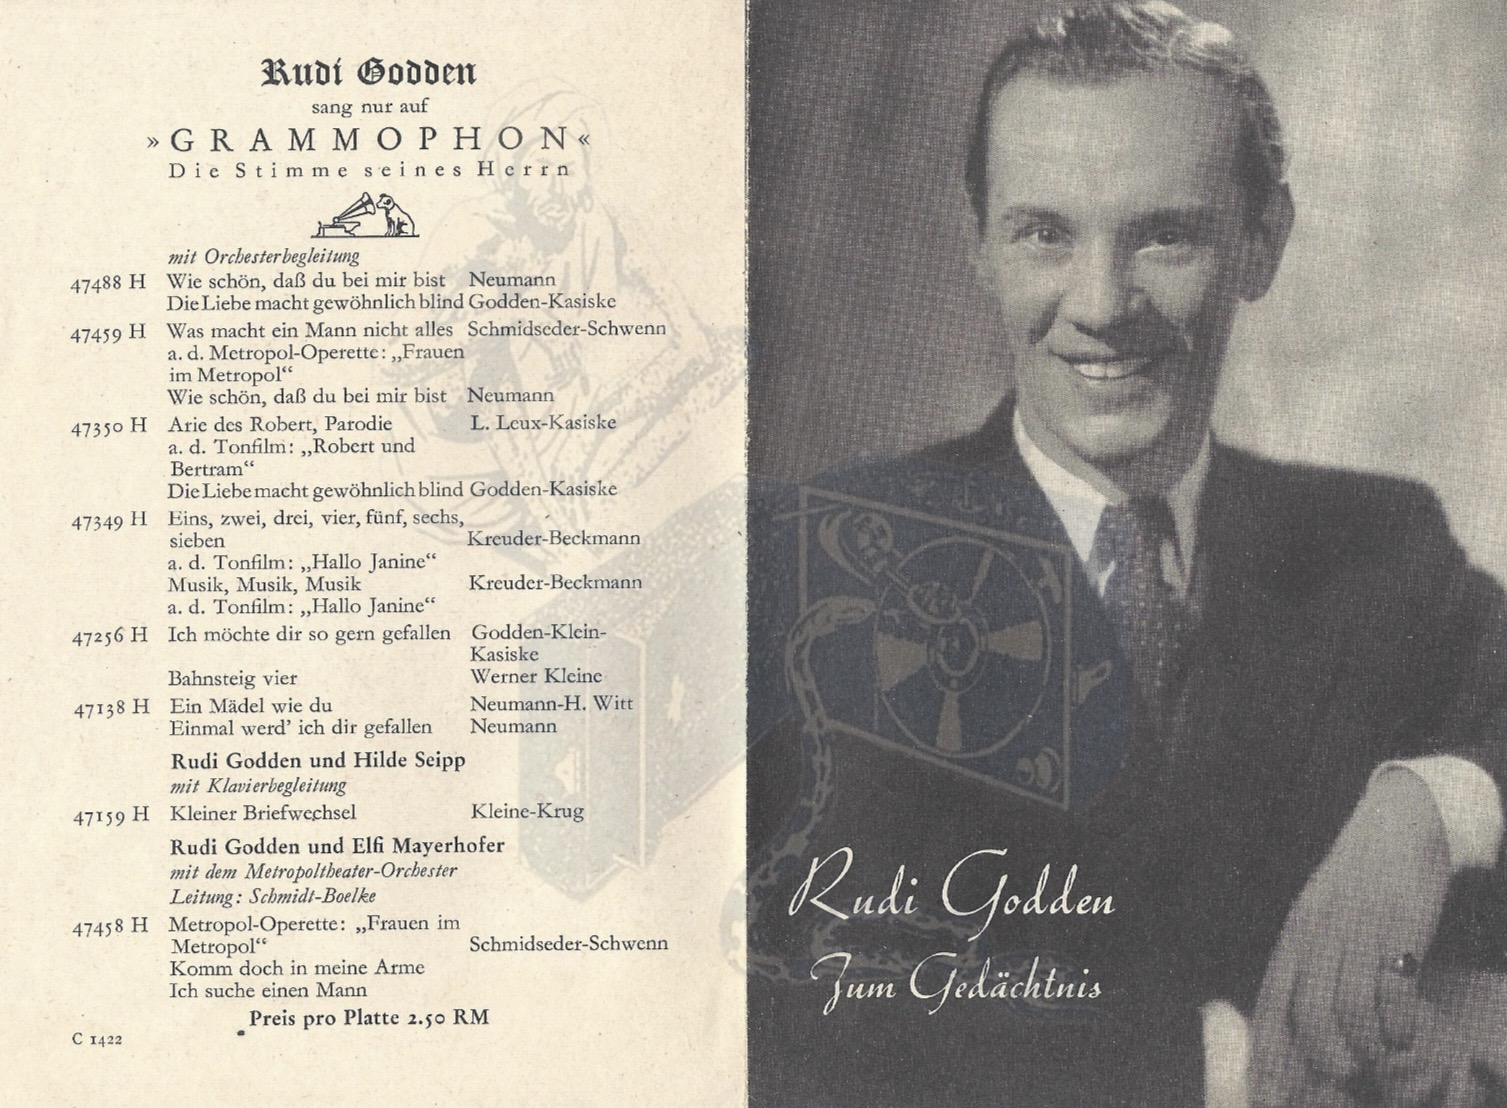 Rudi Godden
sang nur auf
»GRAMMOPHON«
Die Stimme seines Herrn
mit Orchesterbegleitung
47488 H Wie schön, daß du bei mir bist Neumann
Die Liebe macht gewöhnlich blind Godden-Kasiske
47459 H Was macht ein Mann nicht alles Schmidseder-Schwenn
a. d. Metropol-Operette: „Frauen
im Metropol“
Wie schön, daß du bei mir bist Neumann
47350 H Arie des Robert, Parodie L. Leux-Kasiske
a. d. Tonfilm: „Robert und
Bertram“
Die Liebe macht gewöhnlich blind Godden-Kasiske
47349 H Eins, zwei, drei, vier, fünf, sechs,
sieben Kreuder-Beckmann
a. d. Tonfilm: „Hallo Janine“
Musik, Musik, Musik Kreuder-Beckmann
a. d. Tonfilm: „Hallo Janine“
47256 H Ich möchte dir so gern gefallen Godden-Klein-
Kasiske
Bahnsteig vier Werner Kleine
47138 H Ein Mädel wie du Neumann-H. Witt
Einmal werd’ ich dir gefallen Neumann
Rudi Godden und Hilde Seipp
mit Klavierbegleitung
47159 H Kleiner Briefwechsel Kleine-Krug
Rudi Godden und Elfi Mayerhofer
mit dem Metropoltheater-Orchester
Leitung: Schmidt-Boelke
47458 H Metropol-Operette: „Frauen im
Metropol“ Schmidseder-Schwenn
Komm doch in meine Arme
Ich suche einen Mann
Preis pro Platte 2.50 RM
C 1422
Rudi Godden
Zum Gedächtnis